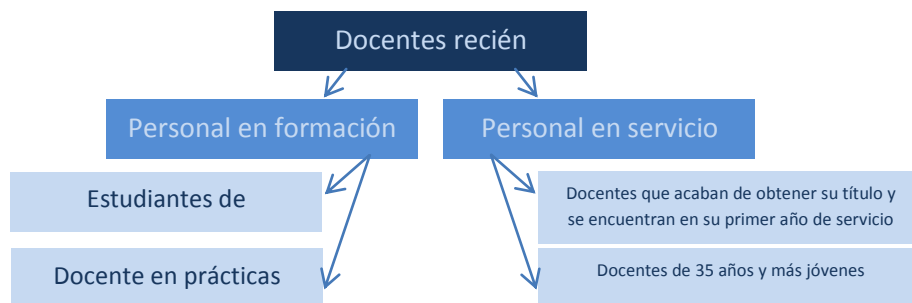 Docentes recién
Personal en formación
Personal en servicio
Estudiantes de
Docentes que acaban de obtener su título y
se encuentran en su primer año de servicio
Docente en prácticas
Docentes de 35 años y más jóvenes